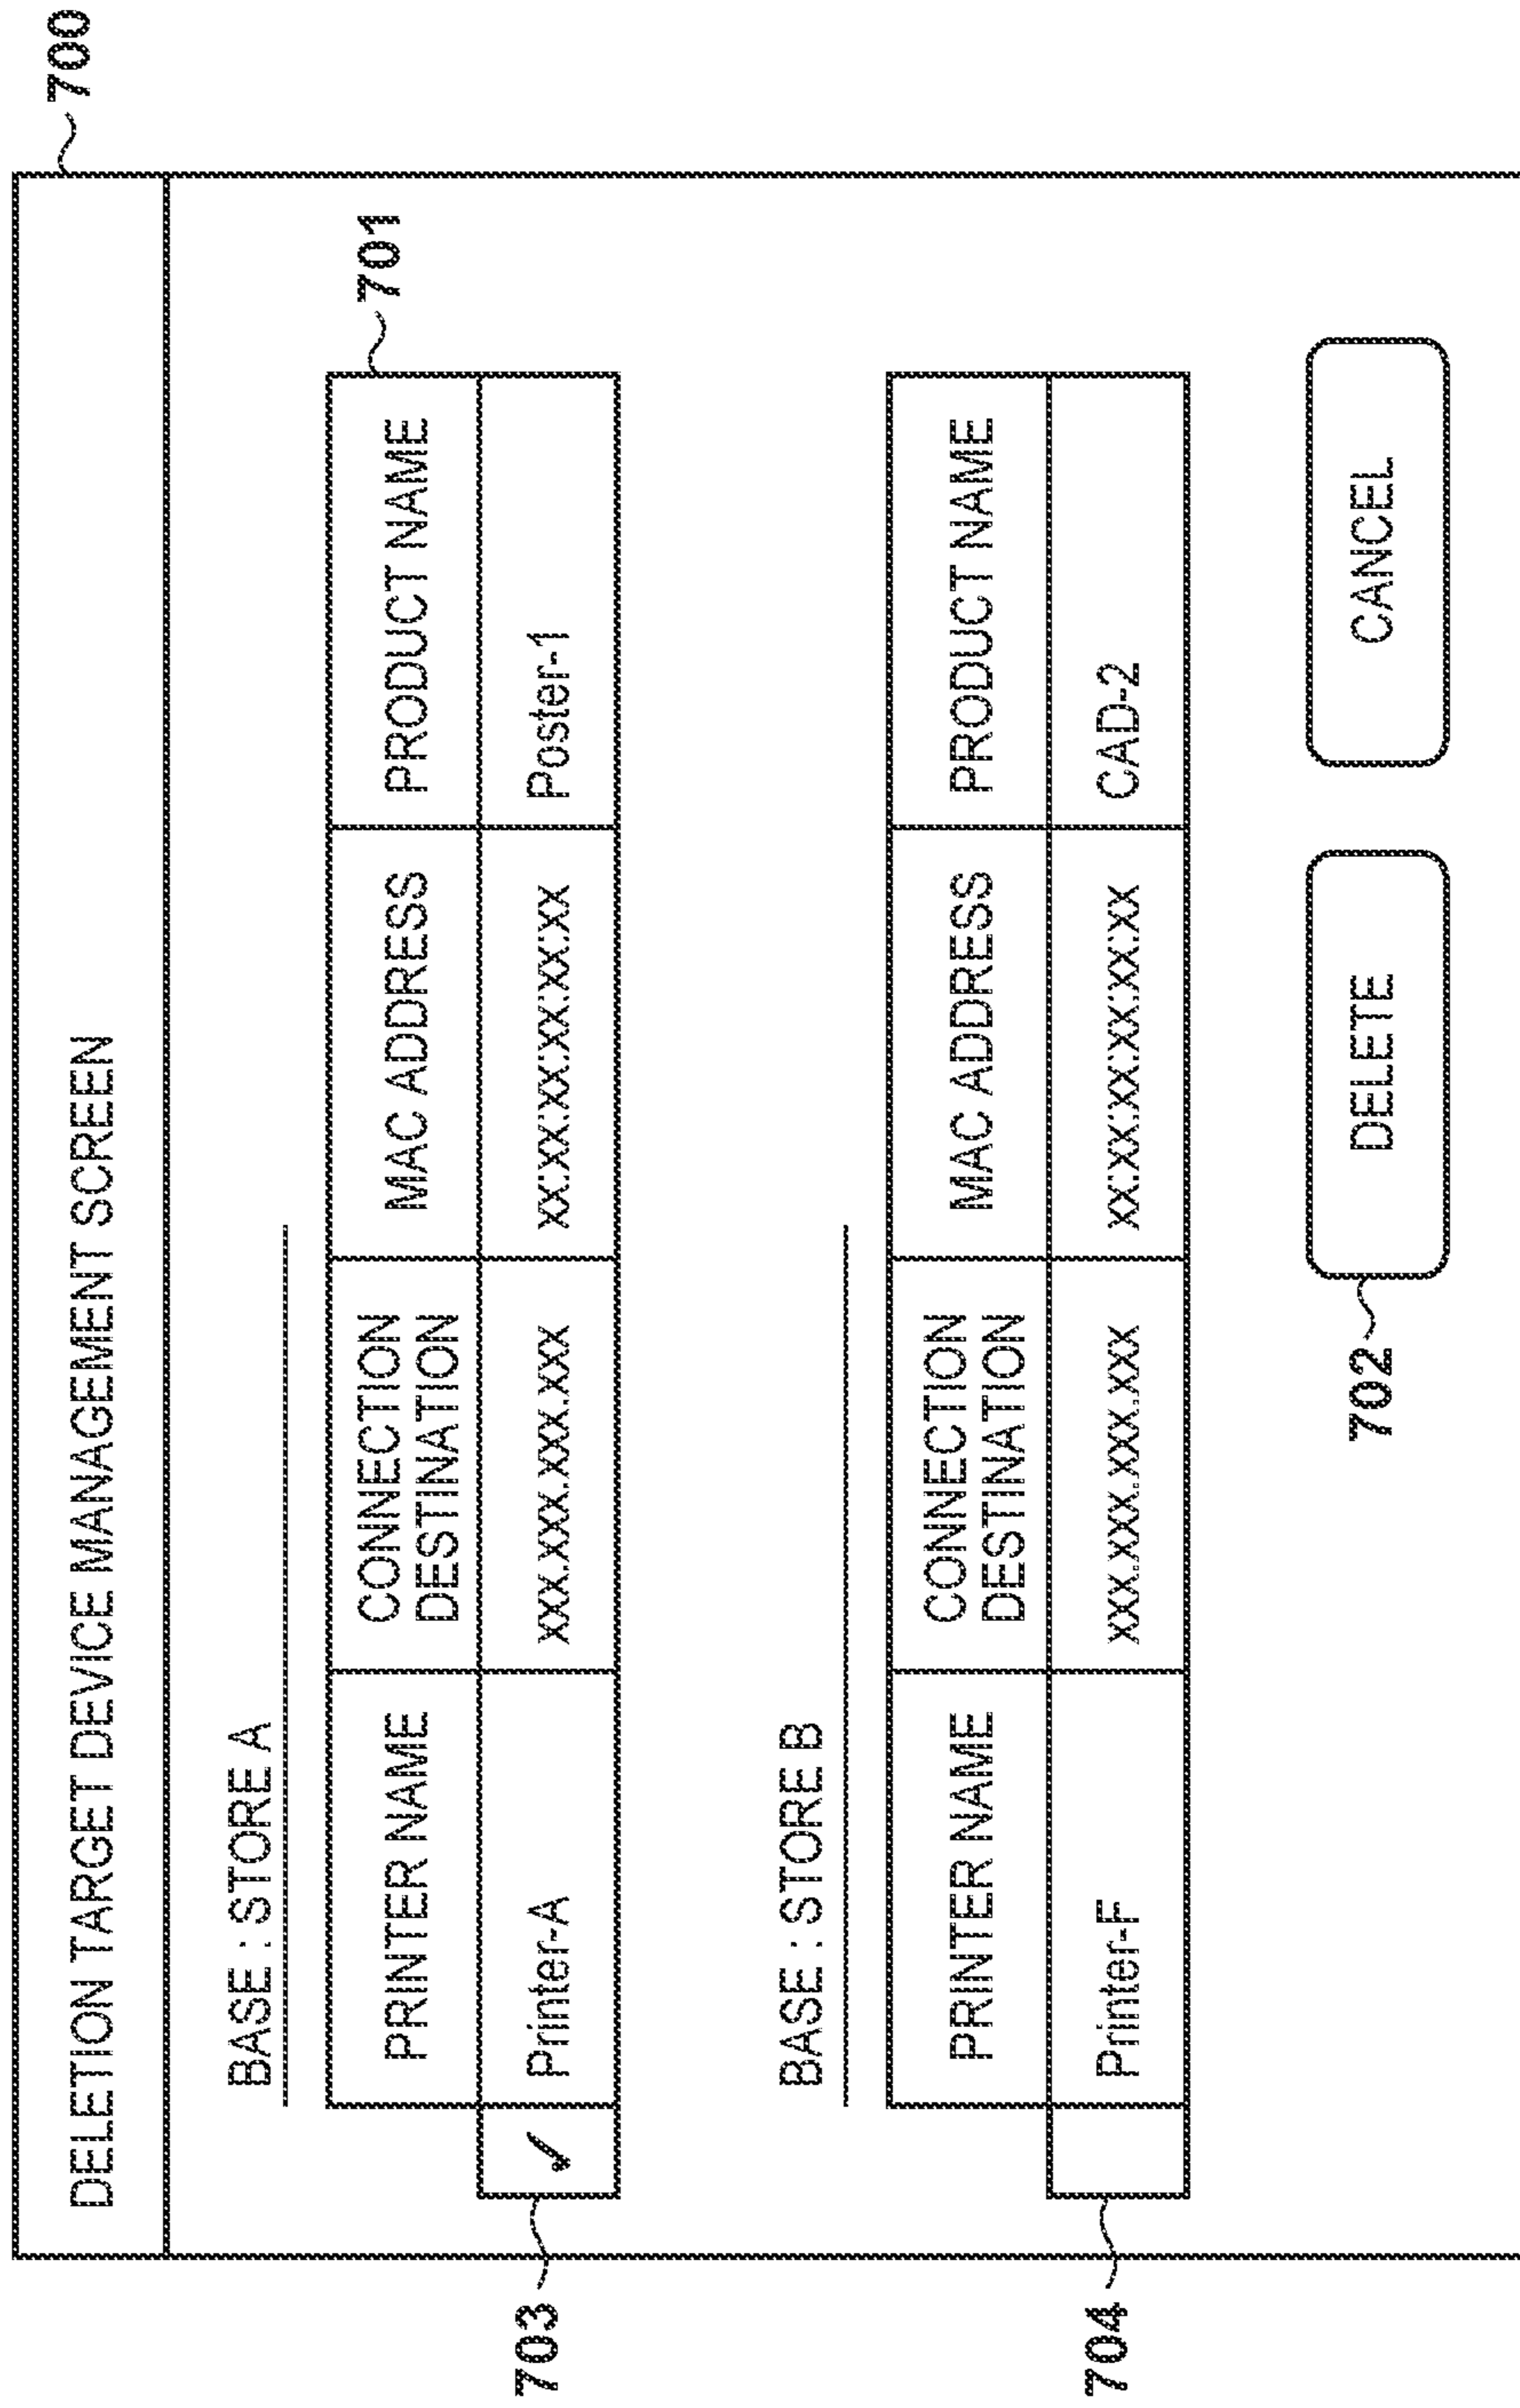 700
DELETION TARGET DEVICE MANAGEMENT SCREEN
BASE : STORE A
701
PRINTER NAME CONNECTION DESTINATION MAC ADDRESS PRODUCT NAME
703 ✓ Printer-A xxx.xxx.xxx.xxx xx:xx:xx:xx:xx:xx Poster-1
BASE : STORE B
PRINTER NAME CONNECTION DESTINATION MAC ADDRESS PRODUCT NAME
704 Printer-F xxx.xxx.xxx.xxx xx:xx:xx:xx:xx:xx CAD-2
702 DELETE CANCEL